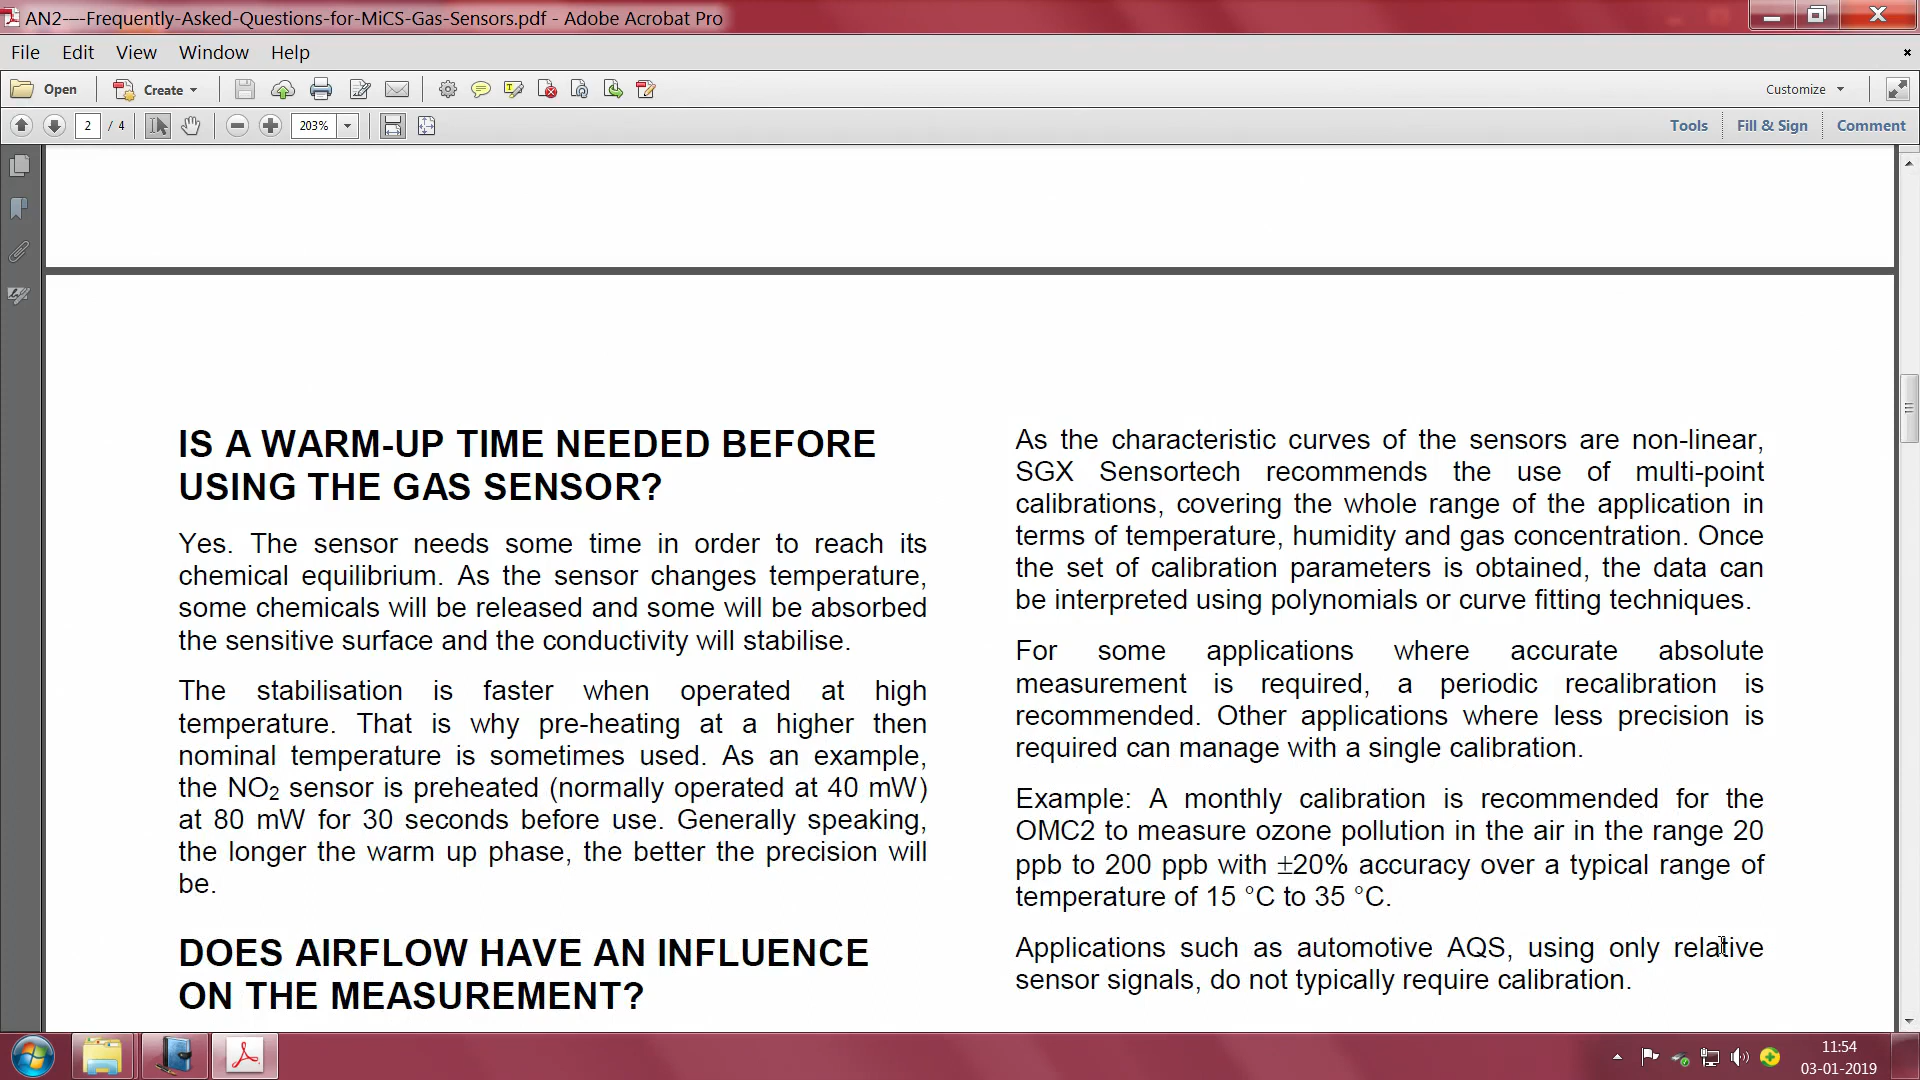 AN2-—-Frequently-Asked-Questions-for-MiCS-Gas-Sensors.pdf - Adobe Acrobat Pro
File Edit View Window Help
Open Create Customize
2 / 4 203% Tools Fill & Sign Comment
IS A WARM-UP TIME NEEDED BEFORE
USING THE GAS SENSOR?
Yes. The sensor needs some time in order to reach its
chemical equilibrium. As the sensor changes temperature,
some chemicals will be released and some will be absorbed
the sensitive surface and the conductivity will stabilise.
The stabilisation is faster when operated at high
temperature. That is why pre-heating at a higher then
nominal temperature is sometimes used. As an example,
the NO2 sensor is preheated (normally operated at 40 mW)
at 80 mW for 30 seconds before use. Generally speaking,
the longer the warm up phase, the better the precision will
be.
DOES AIRFLOW HAVE AN INFLUENCE
ON THE MEASUREMENT?
As the characteristic curves of the sensors are non-linear,
SGX Sensortech recommends the use of multi-point
calibrations, covering the whole range of the application in
terms of temperature, humidity and gas concentration. Once
the set of calibration parameters is obtained, the data can
be interpreted using polynomials or curve fitting techniques.
For some applications where accurate absolute
measurement is required, a periodic recalibration is
recommended. Other applications where less precision is
required can manage with a single calibration.
Example: A monthly calibration is recommended for the
OMC2 to measure ozone pollution in the air in the range 20
ppb to 200 ppb with ±20% accuracy over a typical range of
temperature of 15 °C to 35 °C.
Applications such as automotive AQS, using only relative
sensor signals, do not typically require calibration.
11:54
03-01-2019